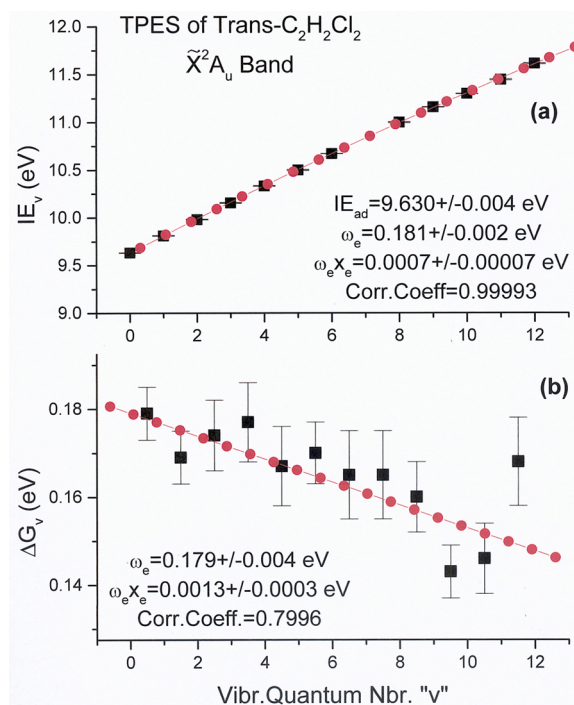 TPES of Trans-C₂H₂Cl₂
X̃²Aᵤ Band
(a)
IEᵥ (eV)
12.0
11.5
11.0
10.5
10.0
9.5
9.0
IE_ad=9.630+/-0.004 eV
ωₑ=0.181+/-0.002 eV
ωₑxₑ=0.0007+/-0.00007 eV
Corr.Coeff=0.99993
0 2 4 6 8 10 12
(b)
ΔGᵥ (eV)
0.18
0.16
0.14
ωₑ=0.179+/-0.004 eV
ωₑxₑ=0.0013+/-0.0003 eV
Corr.Coeff.=0.7996
0 2 4 6 8 10 12
Vibr.Quantum Nbr. "v"